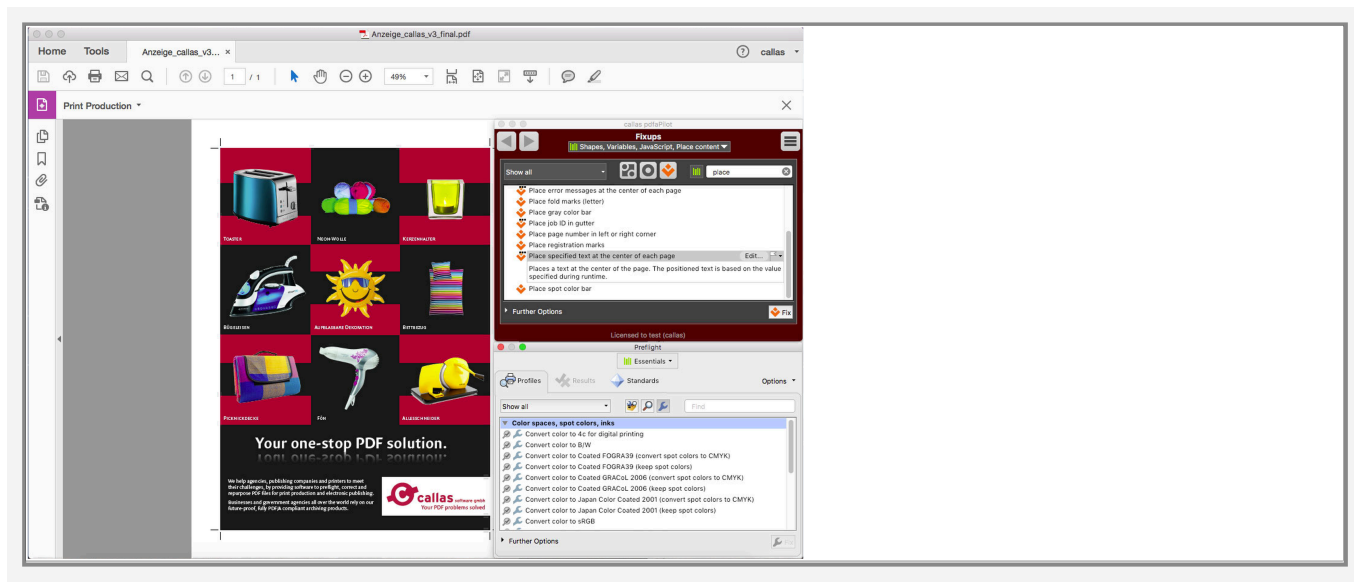 Anzeige_callas_v3_final.pdf
Home Tools Anzeige_callas_v3... × ? callas
1 / 1 49%
Print Production
callas pdfaPilot
Fixups
Shapes, Variables, JavaScript, Place content
Show all place
Place error messages at the center of each page
Place fold marks (letter)
Place gray color bar
Place job ID in gutter
Place page number in left or right corner
Place registration marks
Place specified text at the center of each page Edit...
Places a text at the center of the page. The positioned text is based on the value
specified during runtime.
Place spot color bar
Further Options Fix
Licensed to test (callas)
Preflight
Essentials
Profiles Results Standards Options
Show all Find
Color spaces, spot colors, inks
Convert color to 4c for digital printing
Convert color to B/W
Convert color to Coated FOGRA39 (convert spot colors to CMYK)
Convert color to Coated FOGRA39 (keep spot colors)
Convert color to Coated GRACoL 2006 (convert spot colors to CMYK)
Convert color to Coated GRACoL 2006 (keep spot colors)
Convert color to Japan Color Coated 2001 (convert spot colors to CMYK)
Convert color to Japan Color Coated 2001 (keep spot colors)
Convert color to sRGB
Further Options Fix
Toaster Neon-Wolle Kerzenhalter
Bügeleisen Aufblasbare Dekoration Bettbezug
Picknickdecke Fön Allesschneider
Your one-stop PDF solution.
We help agencies, publishing companies and printers to meet
their challenges, by providing software to preflight, correct and
repurpose PDF files for print production and electronic publishing.
Businesses and government agencies all over the world rely on our
future-proof, fully PDF/A compliant archiving products.
callas software gmbh
Your PDF problems solved